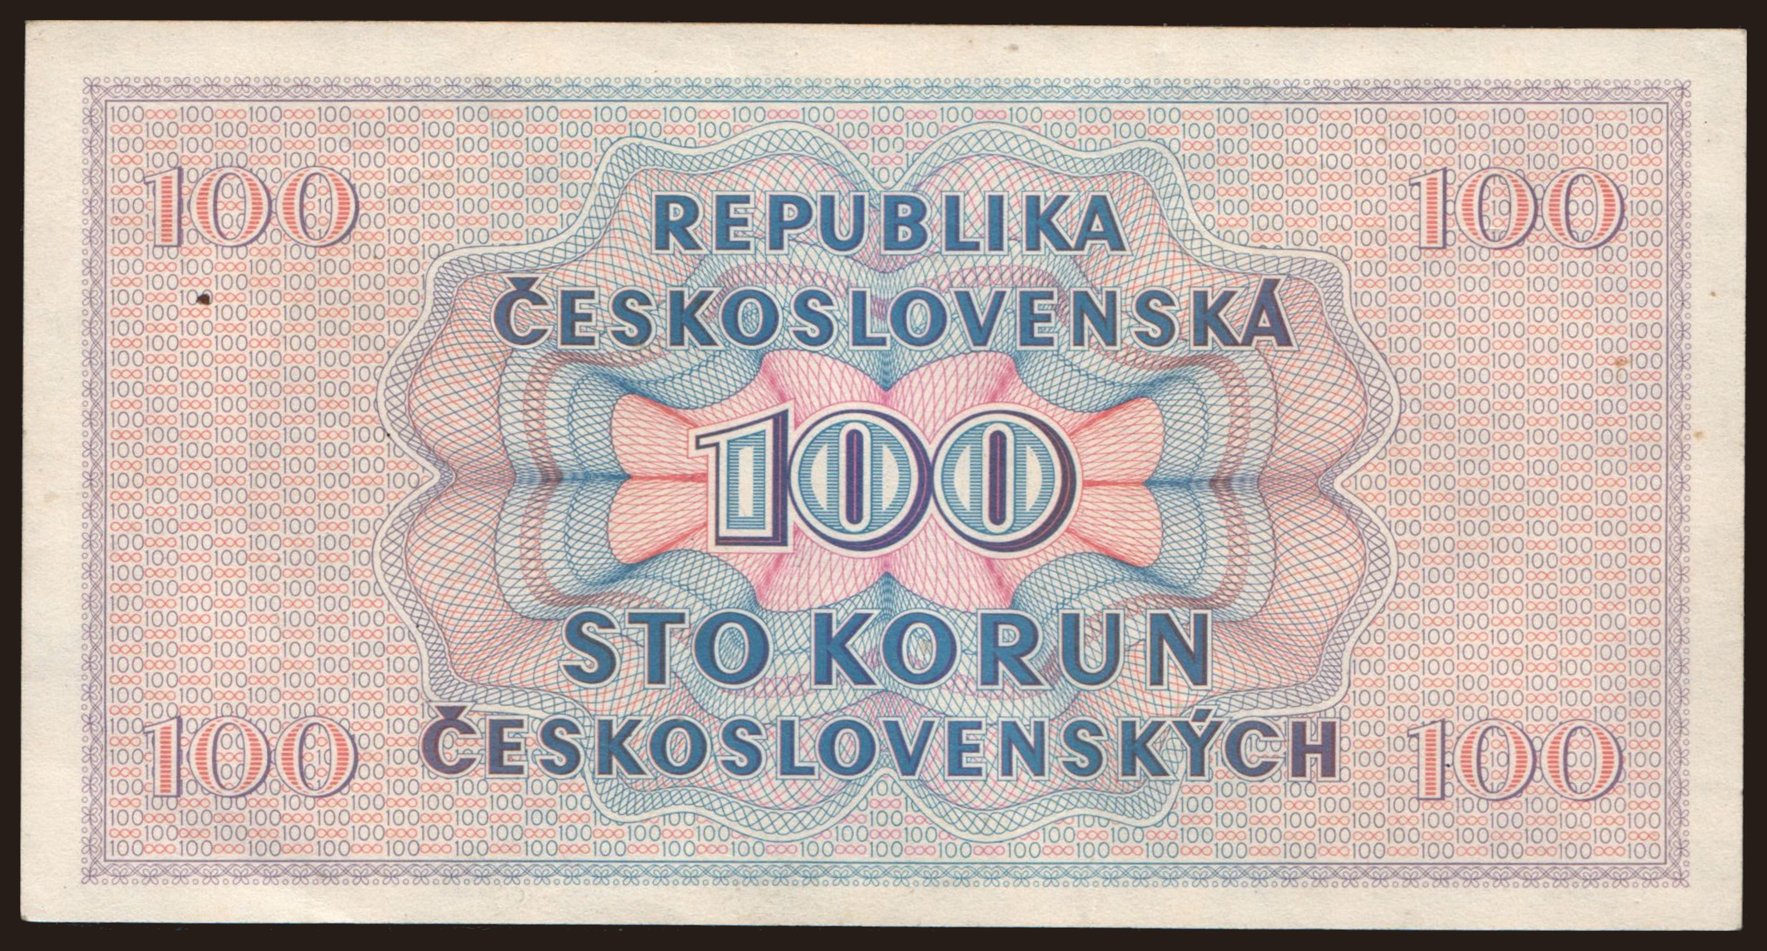 100 100
REPUBLIKA
ČESKOSLOVENSKÁ
100
STO KORUN
ČESKOSLOVENSKÝCH
100 100